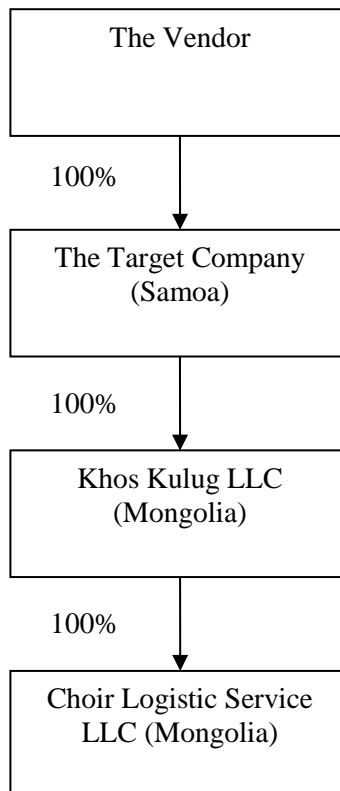 The Vendor
100%
The Target Company
(Samoa)
100%
Khos Kulug LLC
(Mongolia)
100%
Choir Logistic Service
LLC (Mongolia)